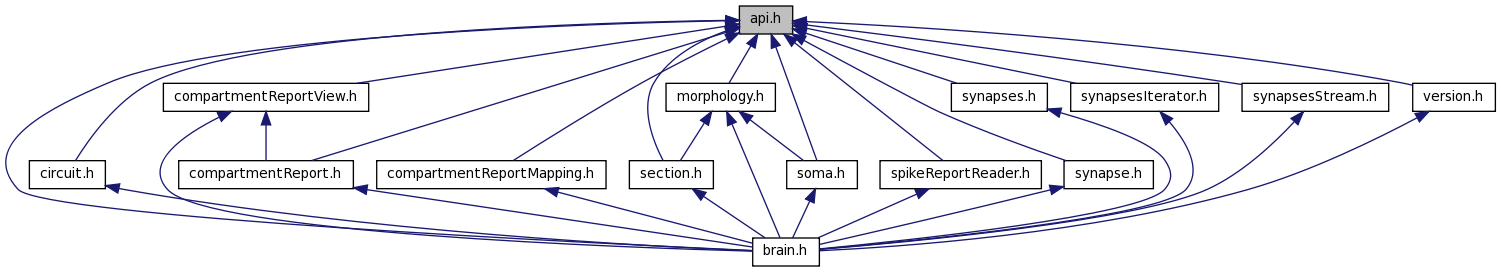 api.h
compartmentReportView.h
morphology.h
synapses.h
synapsesIterator.h
synapsesStream.h
version.h
circuit.h
compartmentReport.h
compartmentReportMapping.h
section.h
soma.h
spikeReportReader.h
synapse.h
brain.h